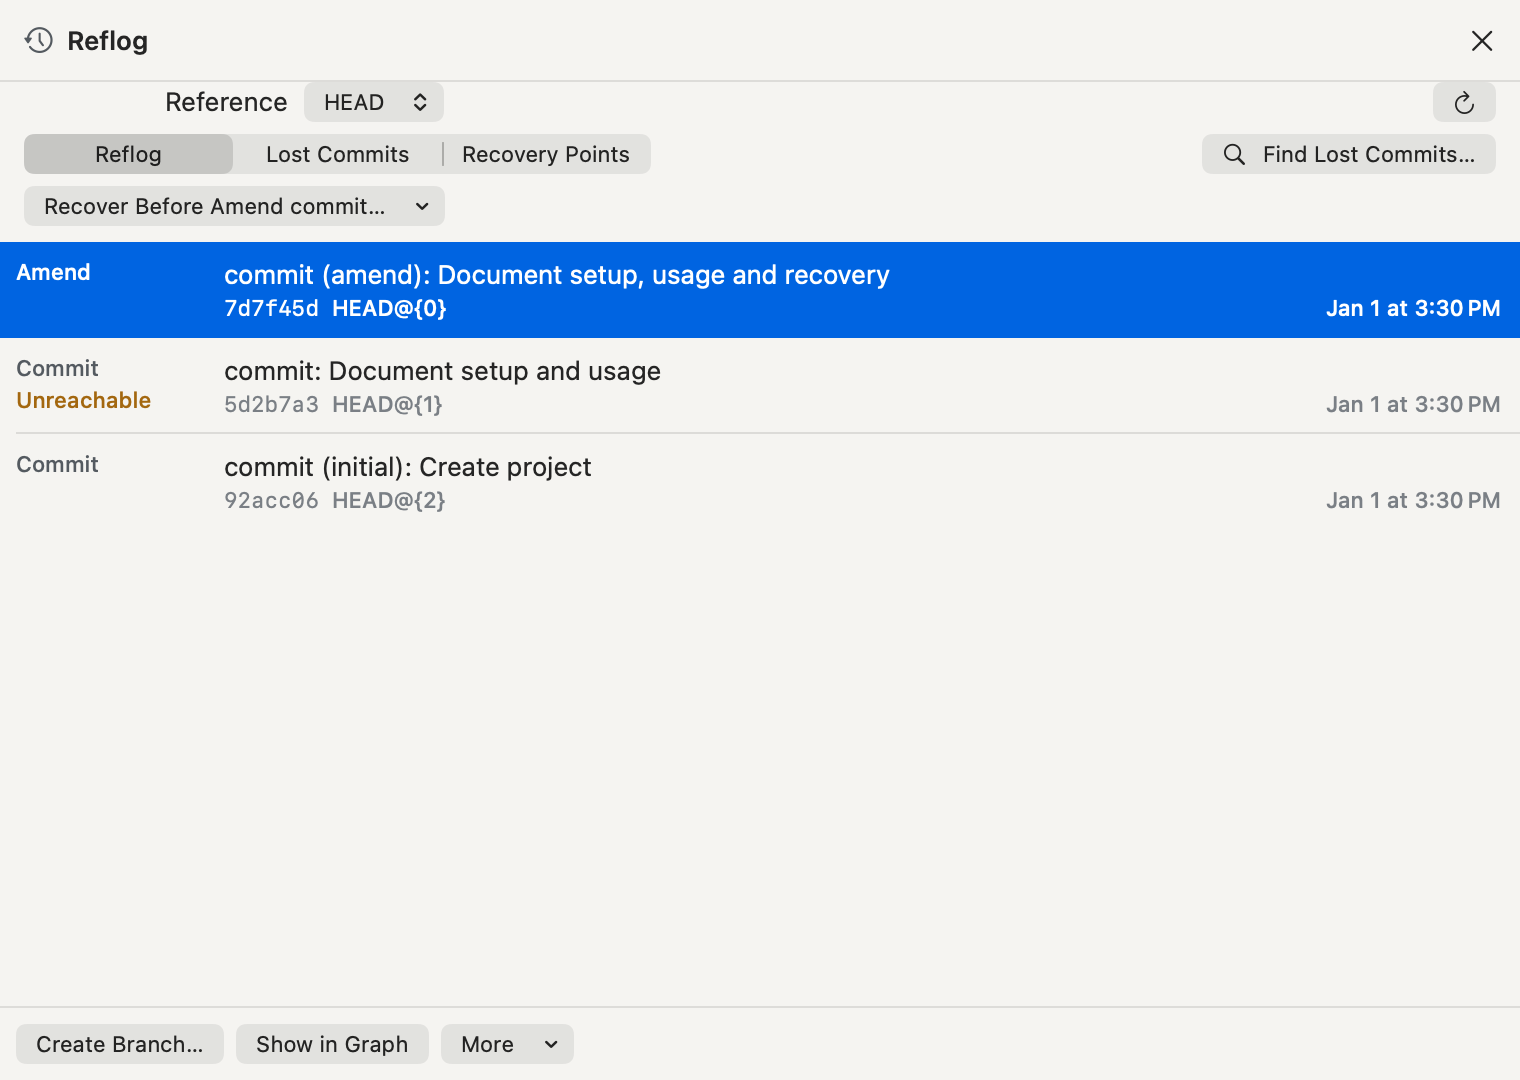 Reflog
Reference HEAD
Reflog Lost Commits Recovery Points Find Lost Commits...
Recover Before Amend commit...
Amend commit (amend): Document setup, usage and recovery
7d7f45d HEAD@{0} Jan 1 at 3:30 PM
Commit commit: Document setup and usage
Unreachable 5d2b7a3 HEAD@{1} Jan 1 at 3:30 PM
Commit commit (initial): Create project
92acc06 HEAD@{2} Jan 1 at 3:30 PM
Create Branch... Show in Graph More